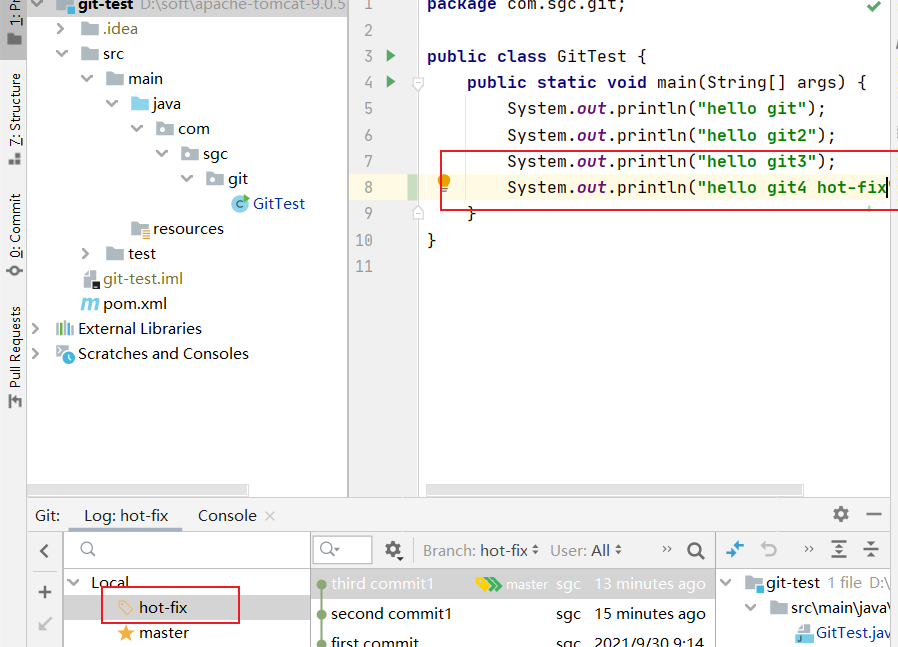 git-test D:\soft\apache-tomcat-9.0.5
.idea
src
main
java
com
sgc
git
GitTest
resources
test
git-test.iml
pom.xml
External Libraries
Scratches and Consoles
Z: Structure
0: Commit
Pull Requests
1 package com.sgc.git;
2
3 public class GitTest {
4 public static void main(String[] args) {
5 System.out.println("hello git");
6 System.out.println("hello git2");
7 System.out.println("hello git3");
8 System.out.println("hello git4 hot-fix
9 }
10 }
11
Git: Log: hot-fix Console
Branch: hot-fix User: All
Local
hot-fix
master
third commit1 master sgc 13 minutes ago
second commit1 sgc 15 minutes ago
first commit sgc 2021/9/30 9:14
git-test 1 file D:\
src\main\java\
GitTest.jav